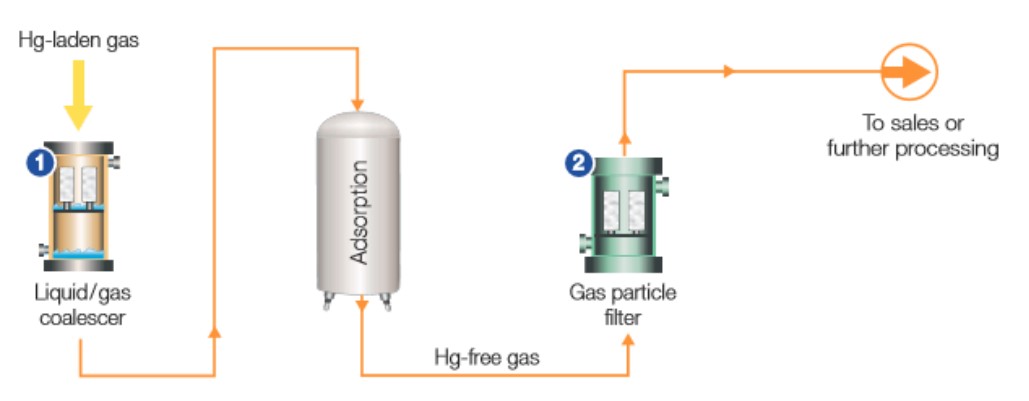 Hg-laden gas
1
Liquid/gas
coalescer
Adsorption
Hg-free gas
2
Gas particle
filter
To sales or
further processing